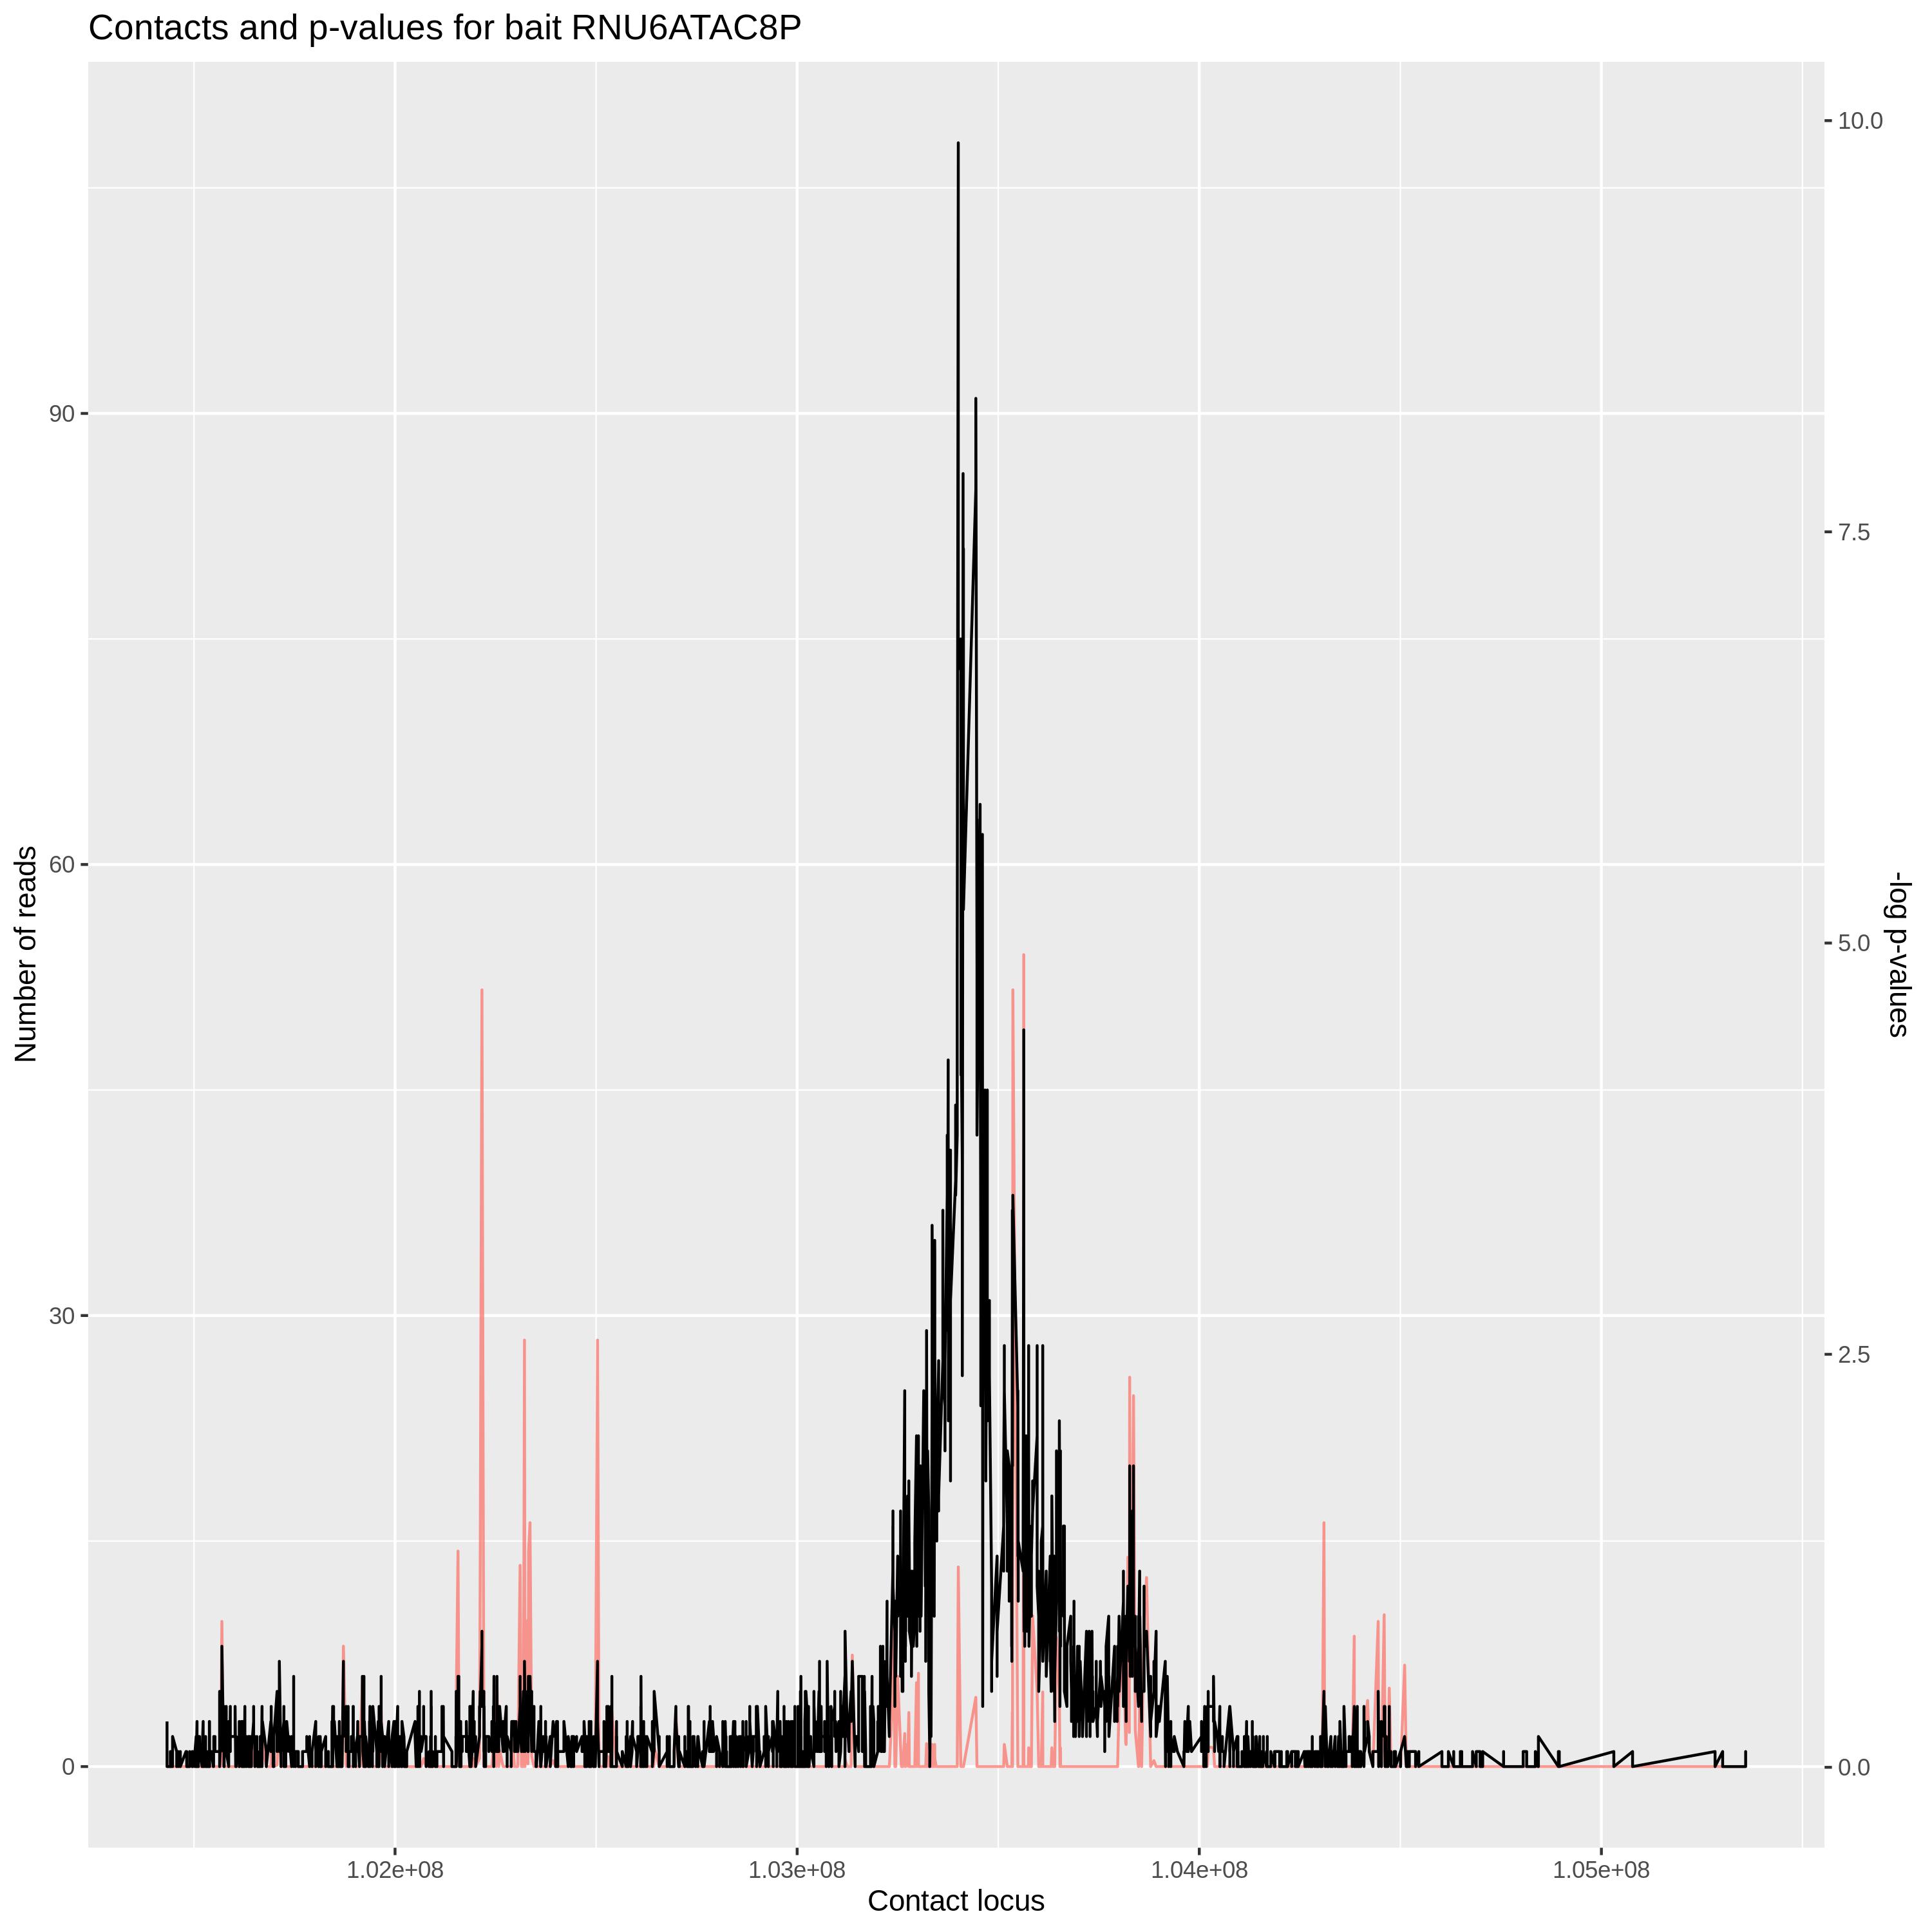 Contacts and p-values for bait RNU6ATAC8P
Number of reads
90
60
30
0
10.0
7.5
5.0
2.5
0.0
-log p-values
1.02e+08
1.03e+08
1.04e+08
1.05e+08
Contact locus